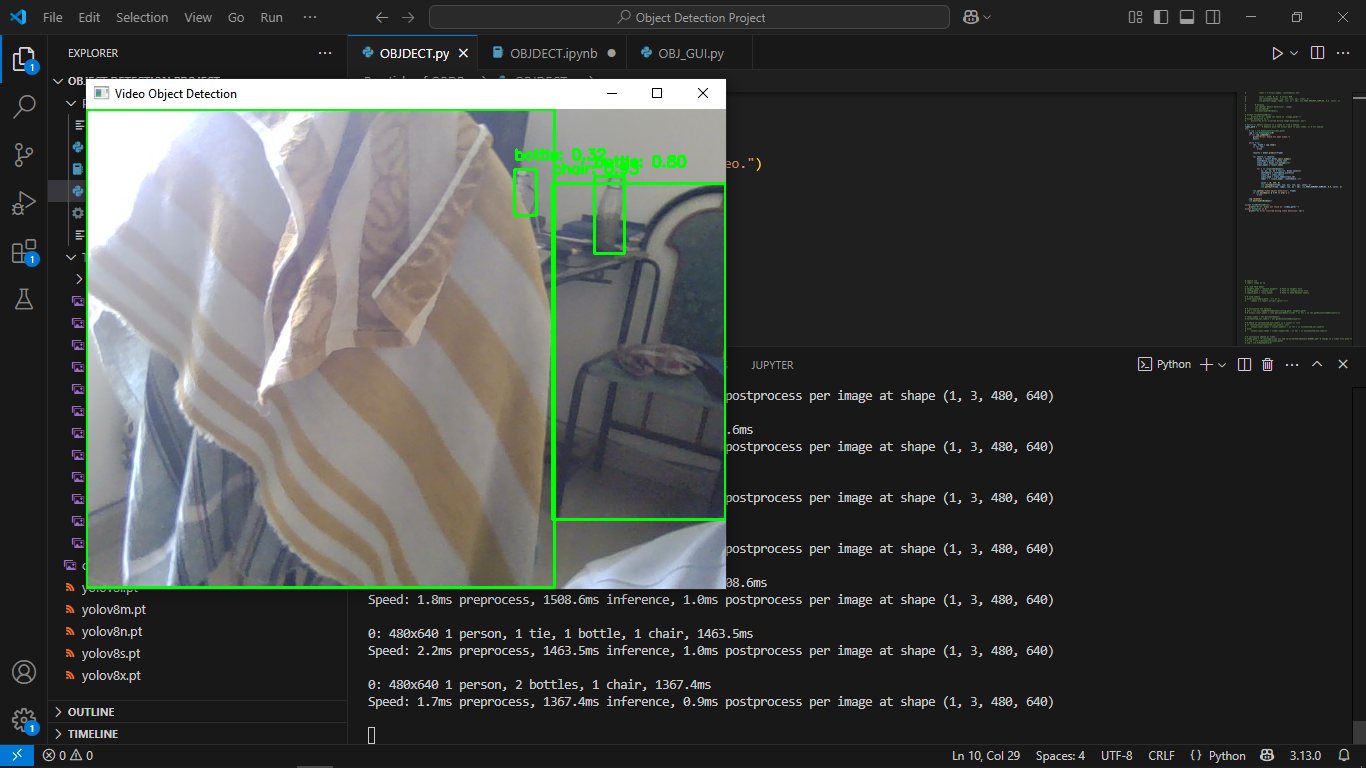 File Edit Selection View Go Run ··· Object Detection Project
EXPLORER ···
OBJDECT.py
OBJDECT.ipynb
OBJ_GUI.py
Video Object Detection
eo.")
bottle: 0.32
bottle: 0.80
JUPYTER
Python
postprocess per image at shape (1, 3, 480, 640)
.6ms
postprocess per image at shape (1, 3, 480, 640)
postprocess per image at shape (1, 3, 480, 640)
postprocess per image at shape (1, 3, 480, 640)
08.6ms
Speed: 1.8ms preprocess, 1508.6ms inference, 1.0ms postprocess per image at shape (1, 3, 480, 640)
0: 480x640 1 person, 1 tie, 1 bottle, 1 chair, 1463.5ms
Speed: 2.2ms preprocess, 1463.5ms inference, 1.0ms postprocess per image at shape (1, 3, 480, 640)
0: 480x640 1 person, 2 bottles, 1 chair, 1367.4ms
Speed: 1.7ms preprocess, 1367.4ms inference, 0.9ms postprocess per image at shape (1, 3, 480, 640)
yolov8m.pt
yolov8n.pt
yolov8s.pt
yolov8x.pt
OUTLINE
TIMELINE
0 0
Ln 10, Col 29 Spaces: 4 UTF-8 CRLF {} Python 3.13.0